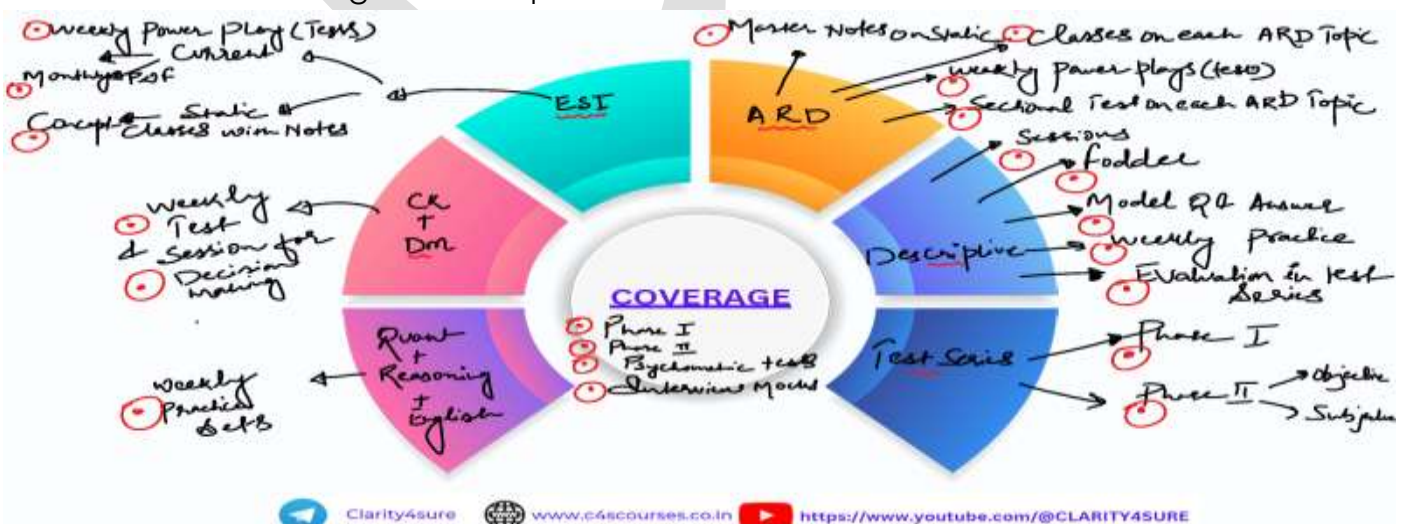 Weekly Power Play (Tests)
Current
Monthly PDF
Static
Concept Classes with Notes
ESI
Master Notes on Static
Classes on each ARD Topic
Weekly Power plays (tests)
Sectional Test on each ARD Topic
ARD
Sessions
Fodder
Model Q&Answer
Weekly Practice
Evaluation in test
Series
Descriptive
Weekly
Test
& Session for
Decision
making
CR
+
Dm
COVERAGE
Phase I
Phase II
Psychometric tests
Interview Mocks
Quant
+
Reasoning
+
English
Weekly
Practice
Sets
Test Series
Phase I
Phase II
Objective
Clarity4sure
www.c4scourses.co.in
https://www.youtube.com/@CLARITY4SURE